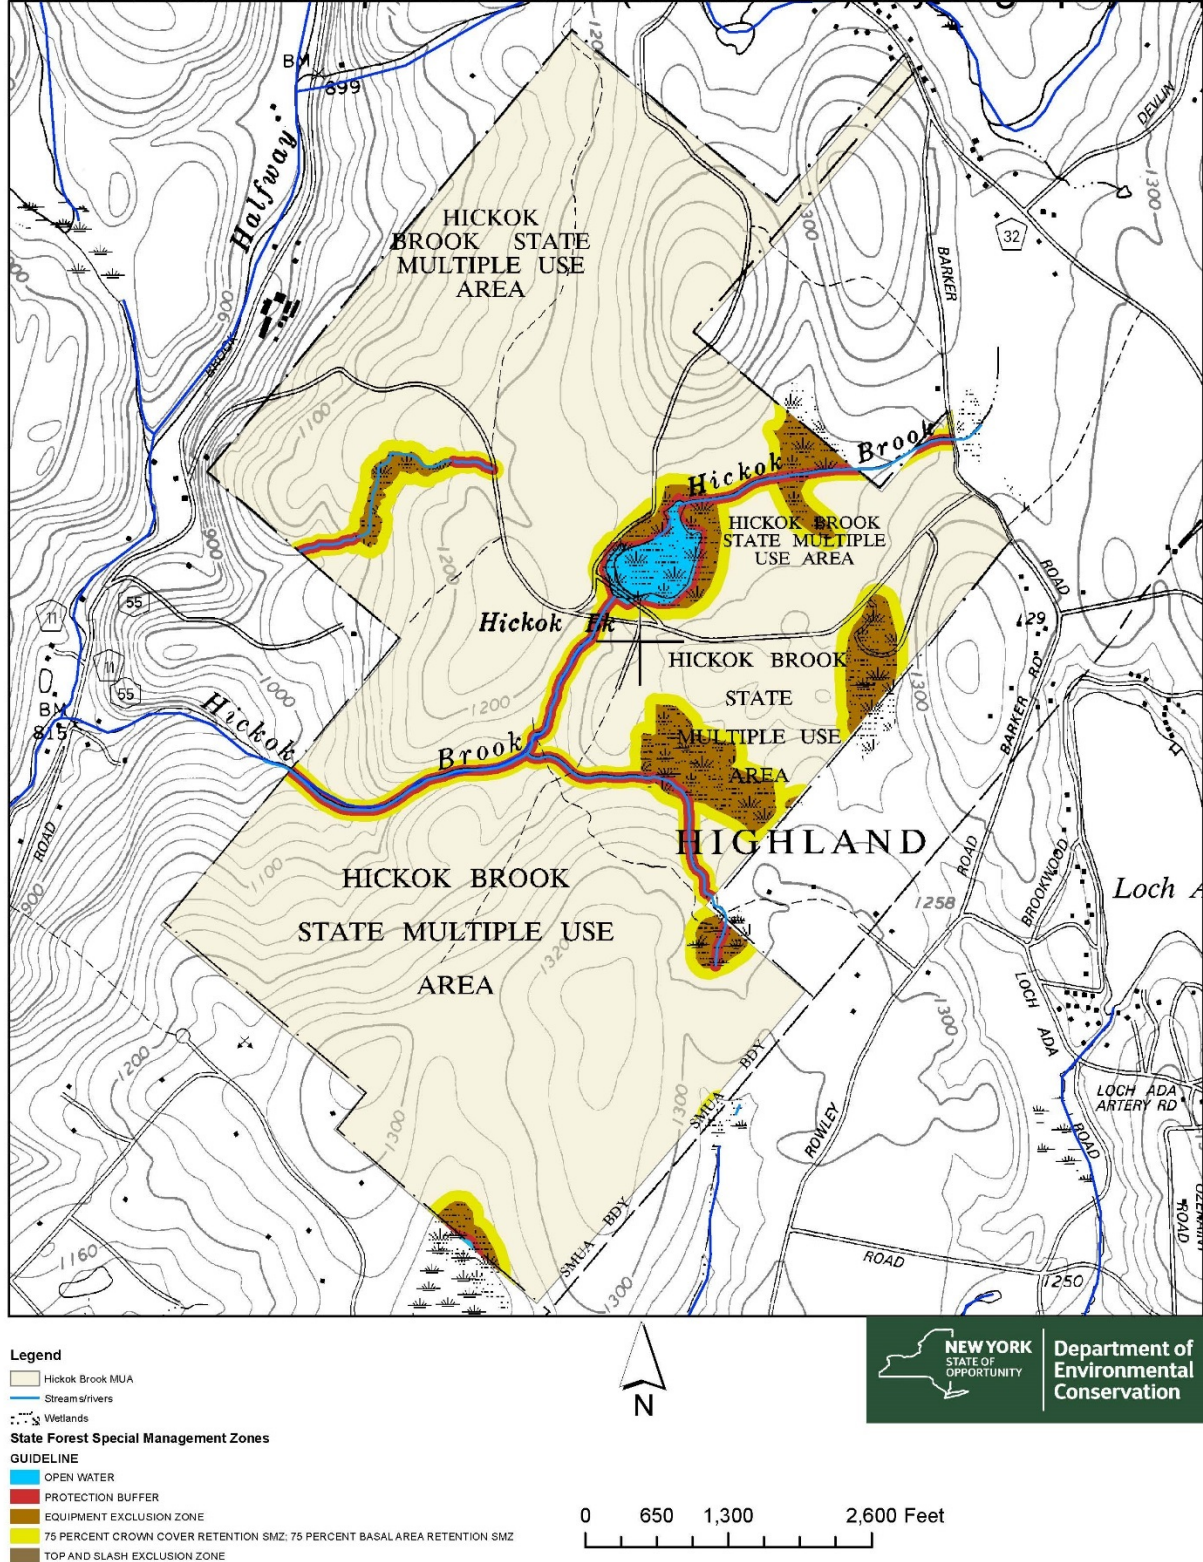 1200
BM
899
DEVLIN
1300
Halfway
HICKOK
BROOK STATE
MULTIPLE USE
AREA
1300
32
BARKER
900
BROOK
1100
Hickok Brook
HICKOK BROOK
STATE MULTIPLE
USE AREA
900
1200
ROAD
11
55
Hickok Bk
1129
HICKOK BROOK
STATE
MULTIPLE USE
AREA
1300
11
55
1000
Hickok
1200
BARKER RD
BM
815
Brook
ROAD
HIGHLAND
ROAD
BROOKWOOD
1100
HICKOK BROOK
STATE MULTIPLE USE
AREA
900
1258
Loch A
1320
LOCH ADA
1300
1200
SMUA BDY
1300
LOCH ADA
ARTERY RD
ROWLEY
ROAD
1300
ROAD
SMUA BDY
1160
ROAD
1250
1300
Legend
Hickok Brook MUA
Streams/rivers
Wetlands
State Forest Special Management Zones
GUIDELINE
OPEN WATER
PROTECTION BUFFER
EQUIPMENT EXCLUSION ZONE
75 PERCENT CROWN COVER RETENTION SMZ; 75 PERCENT BASAL AREA RETENTION SMZ
TOP AND SLASH EXCLUSION ZONE
N
0 650 1,300 2,600 Feet
NEW YORK
STATE OF
OPPORTUNITY
Department of
Environmental
Conservation